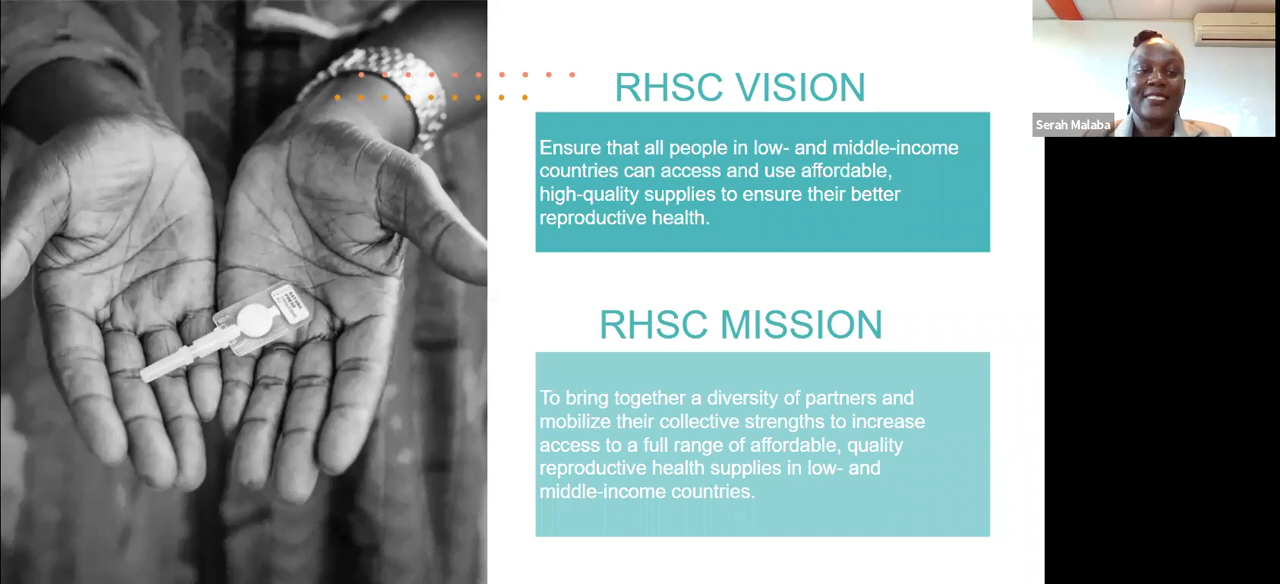 RHSC VISION
Ensure that all people in low- and middle-income
countries can access and use affordable,
high-quality supplies to ensure their better
reproductive health.
RHSC MISSION
To bring together a diversity of partners and
mobilize their collective strengths to increase
access to a full range of affordable, quality
reproductive health supplies in low- and
middle-income countries.
Serah Malaba